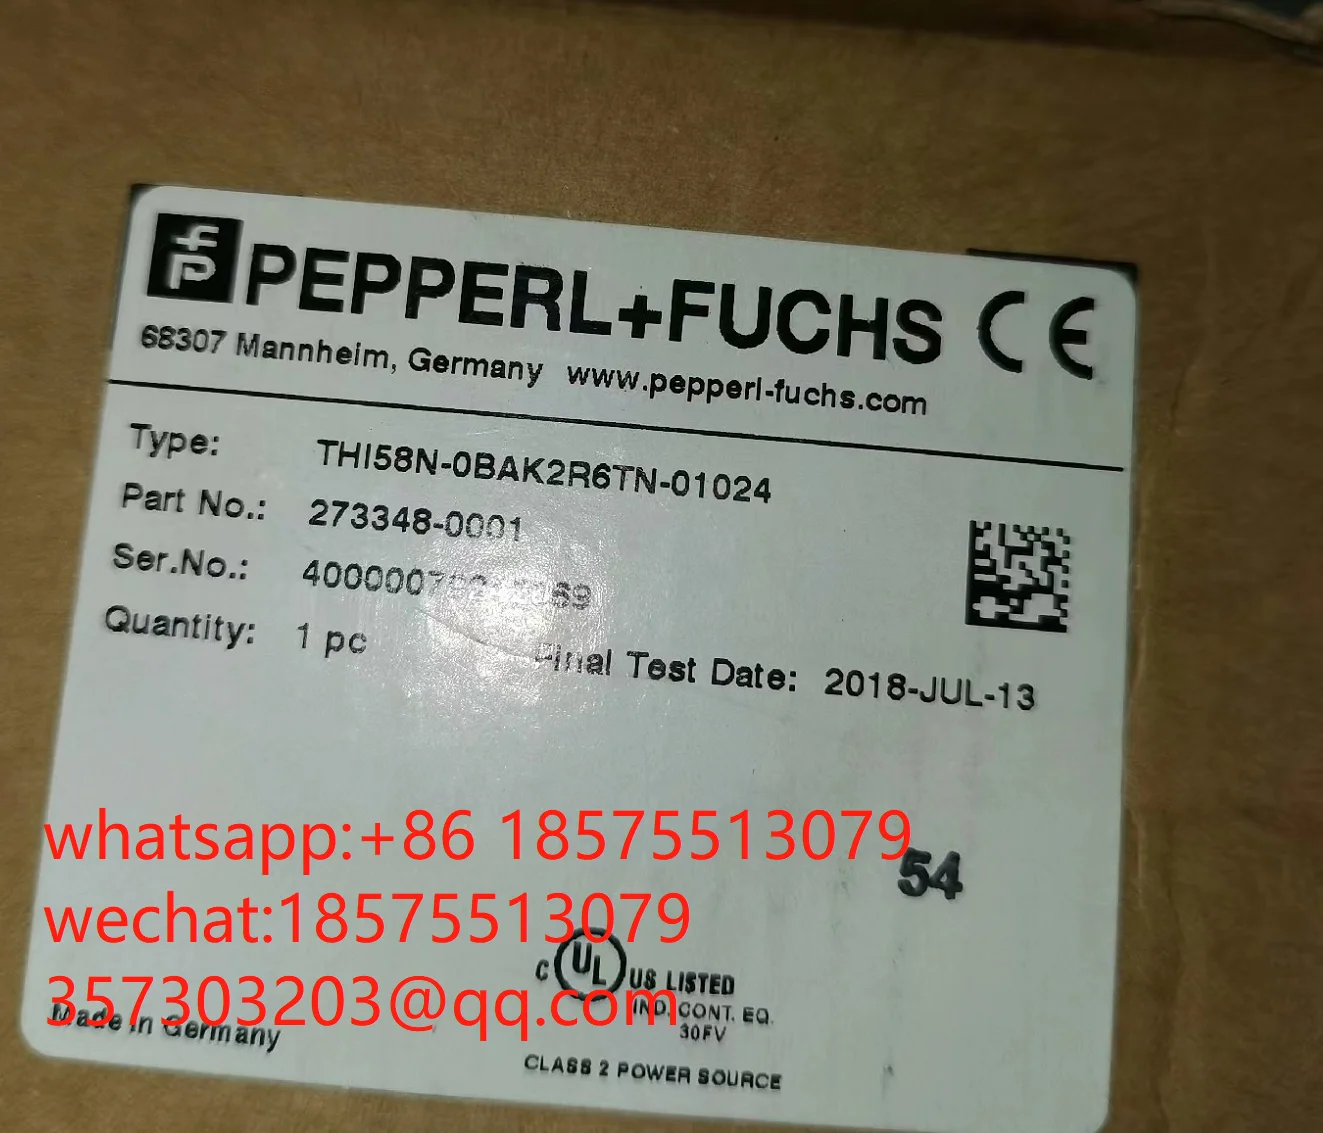 PEPPERL+FUCHS CE
68307 Mannheim, Germany www.pepperl-fuchs.com
Type: THI58N-0BAK2R6TN-01024
Part No.: 273348-0001
Ser.No.:
Quantity: 1 pc Final Test Date: 2018-JUL-13
whatsapp:+86 18575513079
54
wechat:18575513079
C UL US LISTED
357303203@qq.com
IND. CONT. EQ.
30FV
Made in Germany
CLASS 2 POWER SOURCE